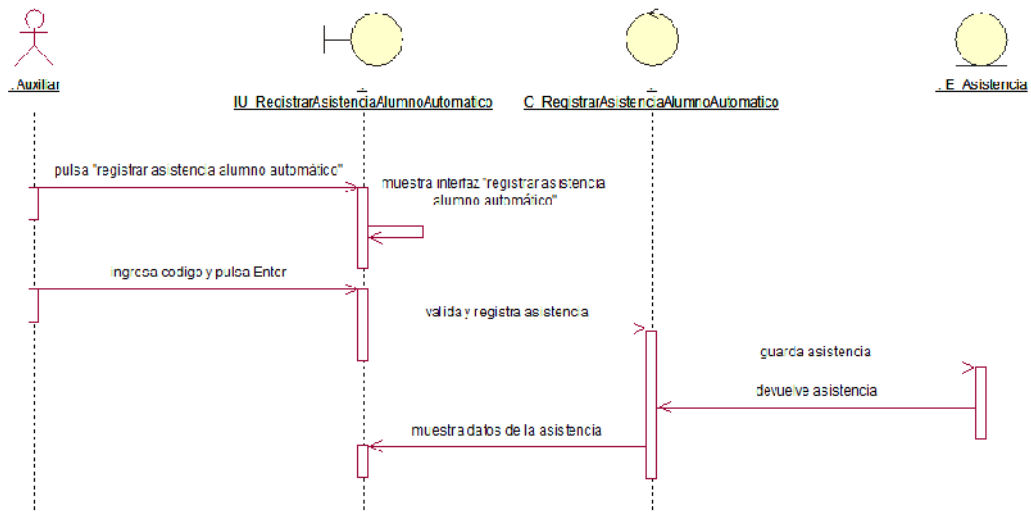 : Auxiliar
: IU_RegistrarAsistenciaAlumnoAutomatico
: C_RegistrarAsistenciaAlumnoAutomatico
: E_Asistencia
pulsa "registrar asistencia alumno automático"
muestra interfaz "registrar asistencia
alumno automático"
ingresa codigo y pulsa Enter
valida y registra asistencia
guarda asistencia
devuelve asistencia
muestra datos de la asistencia